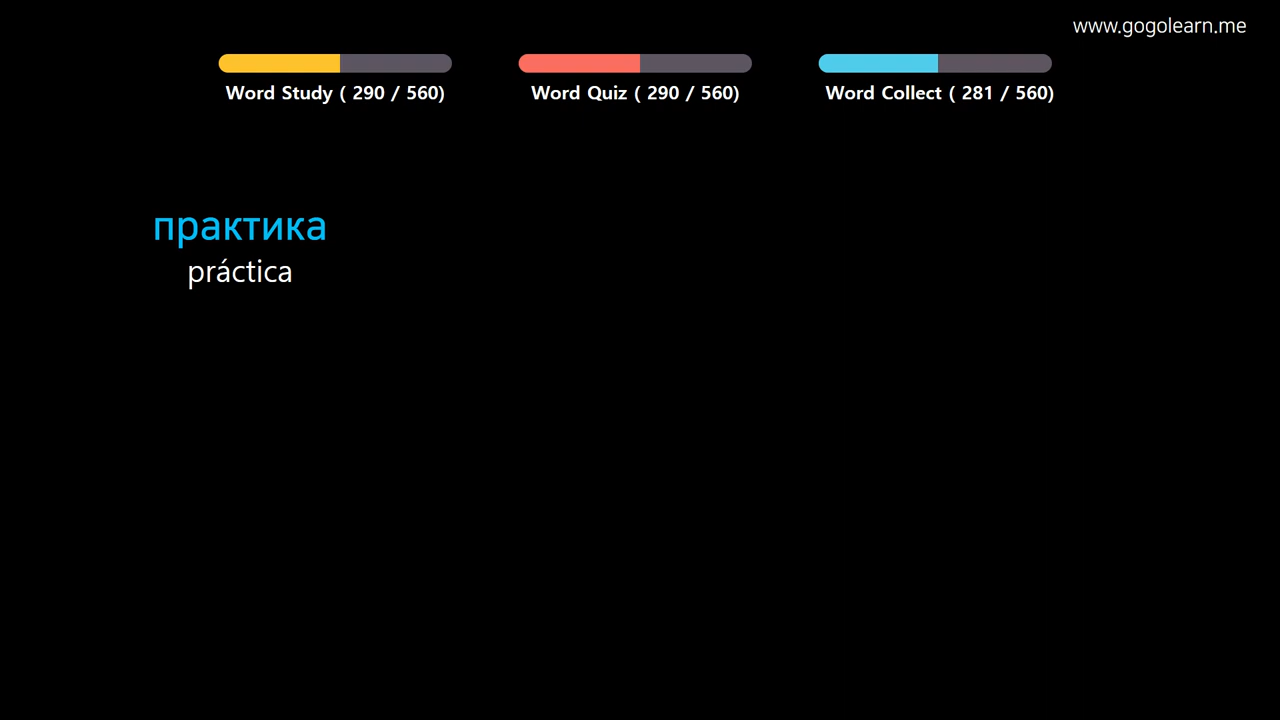 www.gogolearn.me
Word Study ( 290 / 560)
Word Quiz ( 290 / 560)
Word Collect ( 281 / 560)
практика
práctica